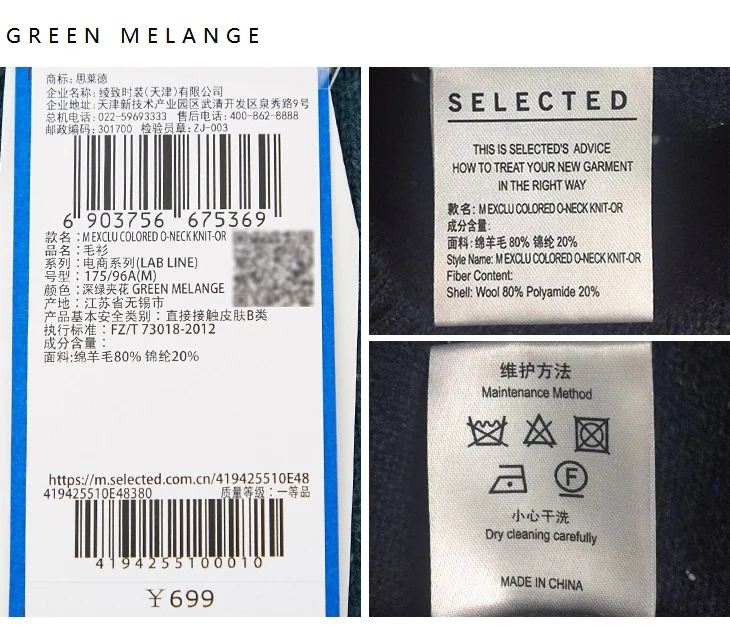 GREEN MELANGE
商标: 思莱德
企业名称: 绫致时装(天津)有限公司
企业地址: 天津新技术产业园区武清开发区泉秀路9号
总机电话: 022-59693333 售后电话: 400-862-8888
邮政编码: 301700 检验员章: ZJ-003
6 903756 675369
款名: M EXCLU COLORED O-NECK KNIT-OR
品名: 毛衫
系列: 电商系列(LAB LINE)
号型: 175/96A(M)
颜色: 深绿夹花 GREEN MELANGE
产地: 江苏省无锡市
产品基本安全类别: 直接接触皮肤B类
执行标准: FZ/T 73018-2012
成分含量:
面料:绵羊毛80% 锦纶20%
https://m.selected.com.cn/419425510E48
419425510E48380 质量等级: 一等品
4194255100010
￥699
SELECTED
THIS IS SELECTED'S ADVICE
HOW TO TREAT YOUR NEW GARMENT
IN THE RIGHT WAY
款名: M EXCLU COLORED O-NECK KNIT-OR
成分含量:
面料: 绵羊毛 80% 锦纶 20%
Style Name: M EXCLU COLORED O-NECK KNIT-OR
Fiber Content:
Shell: Wool 80% Polyamide 20%
维护方法
Maintenance Method
F
小心干洗
Dry cleaning carefully
MADE IN CHINA